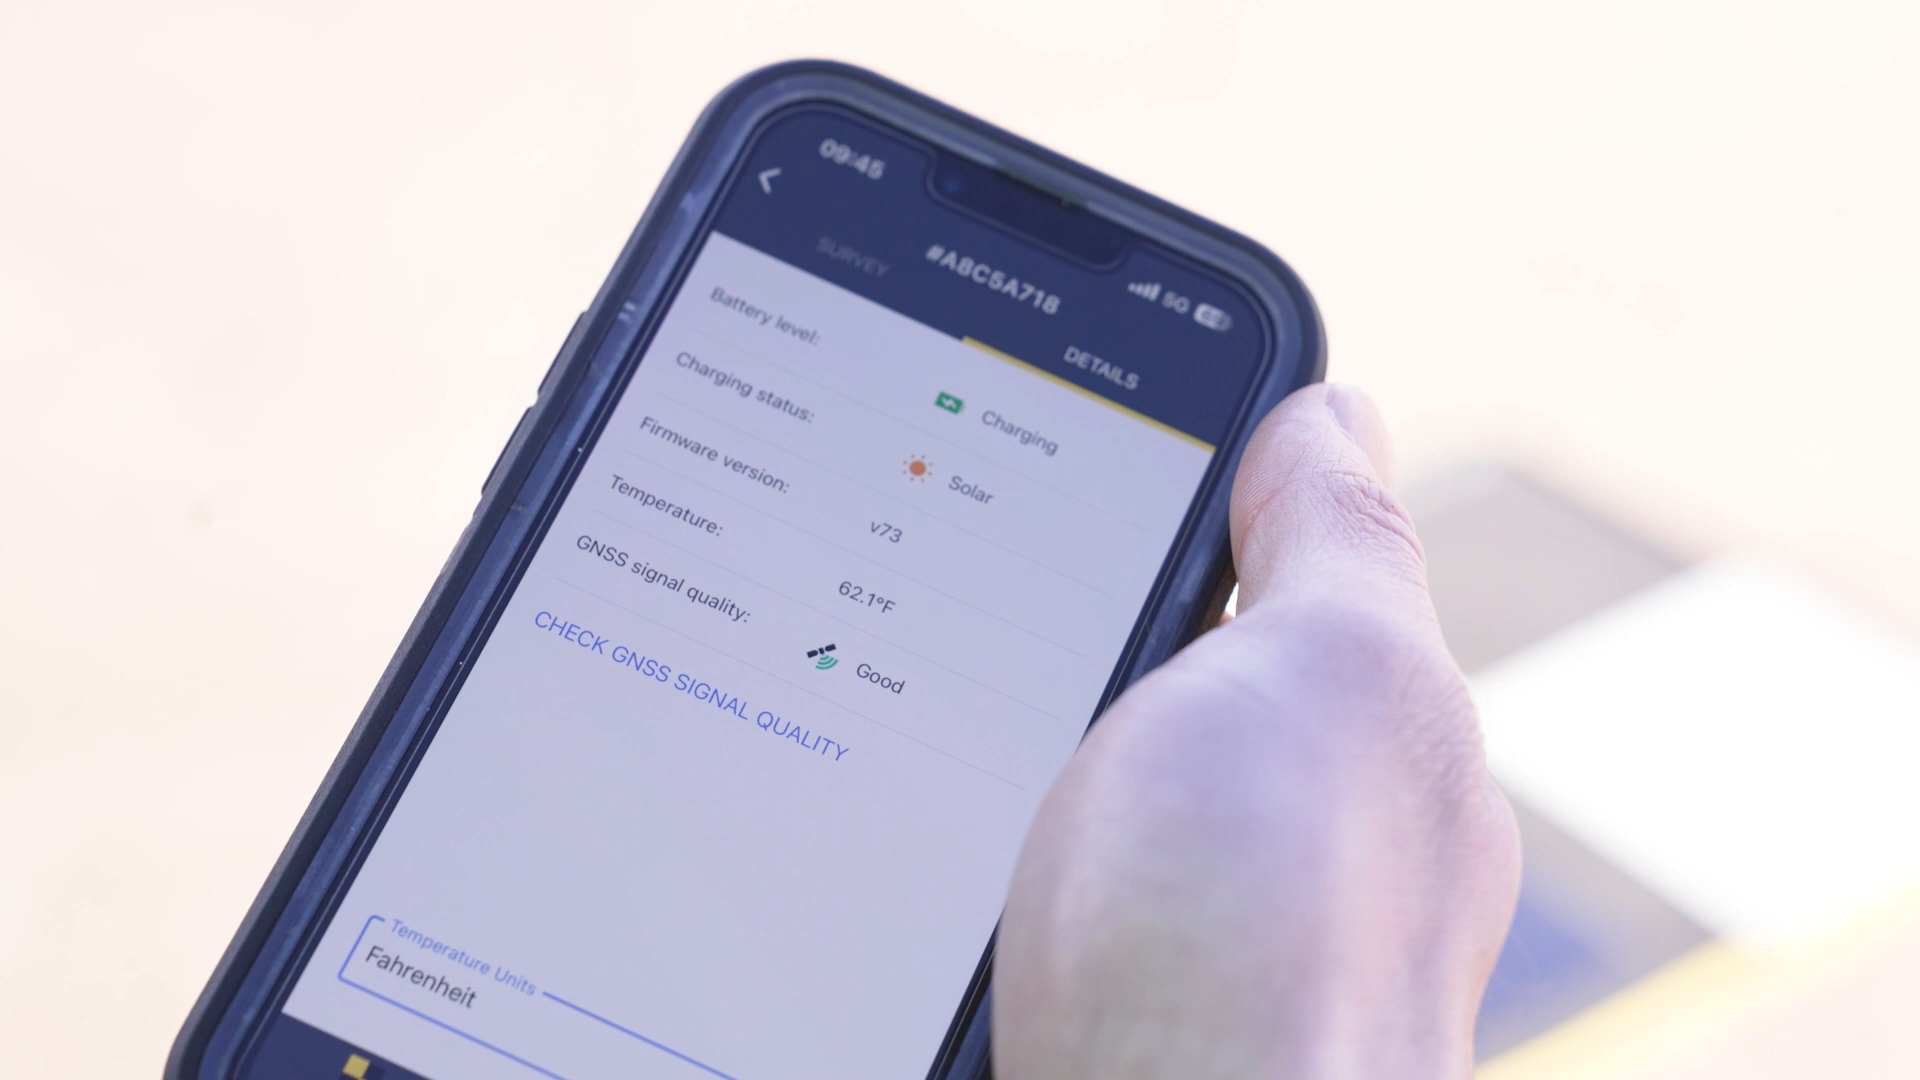 09:45
5G
#A8C5A71B
SURVEY
DETAILS
Battery level:
Charging
Charging status:
Solar
Firmware version:
v73
Temperature:
62.1°F
GNSS signal quality:
Good
CHECK GNSS SIGNAL QUALITY
Temperature Units
Fahrenheit